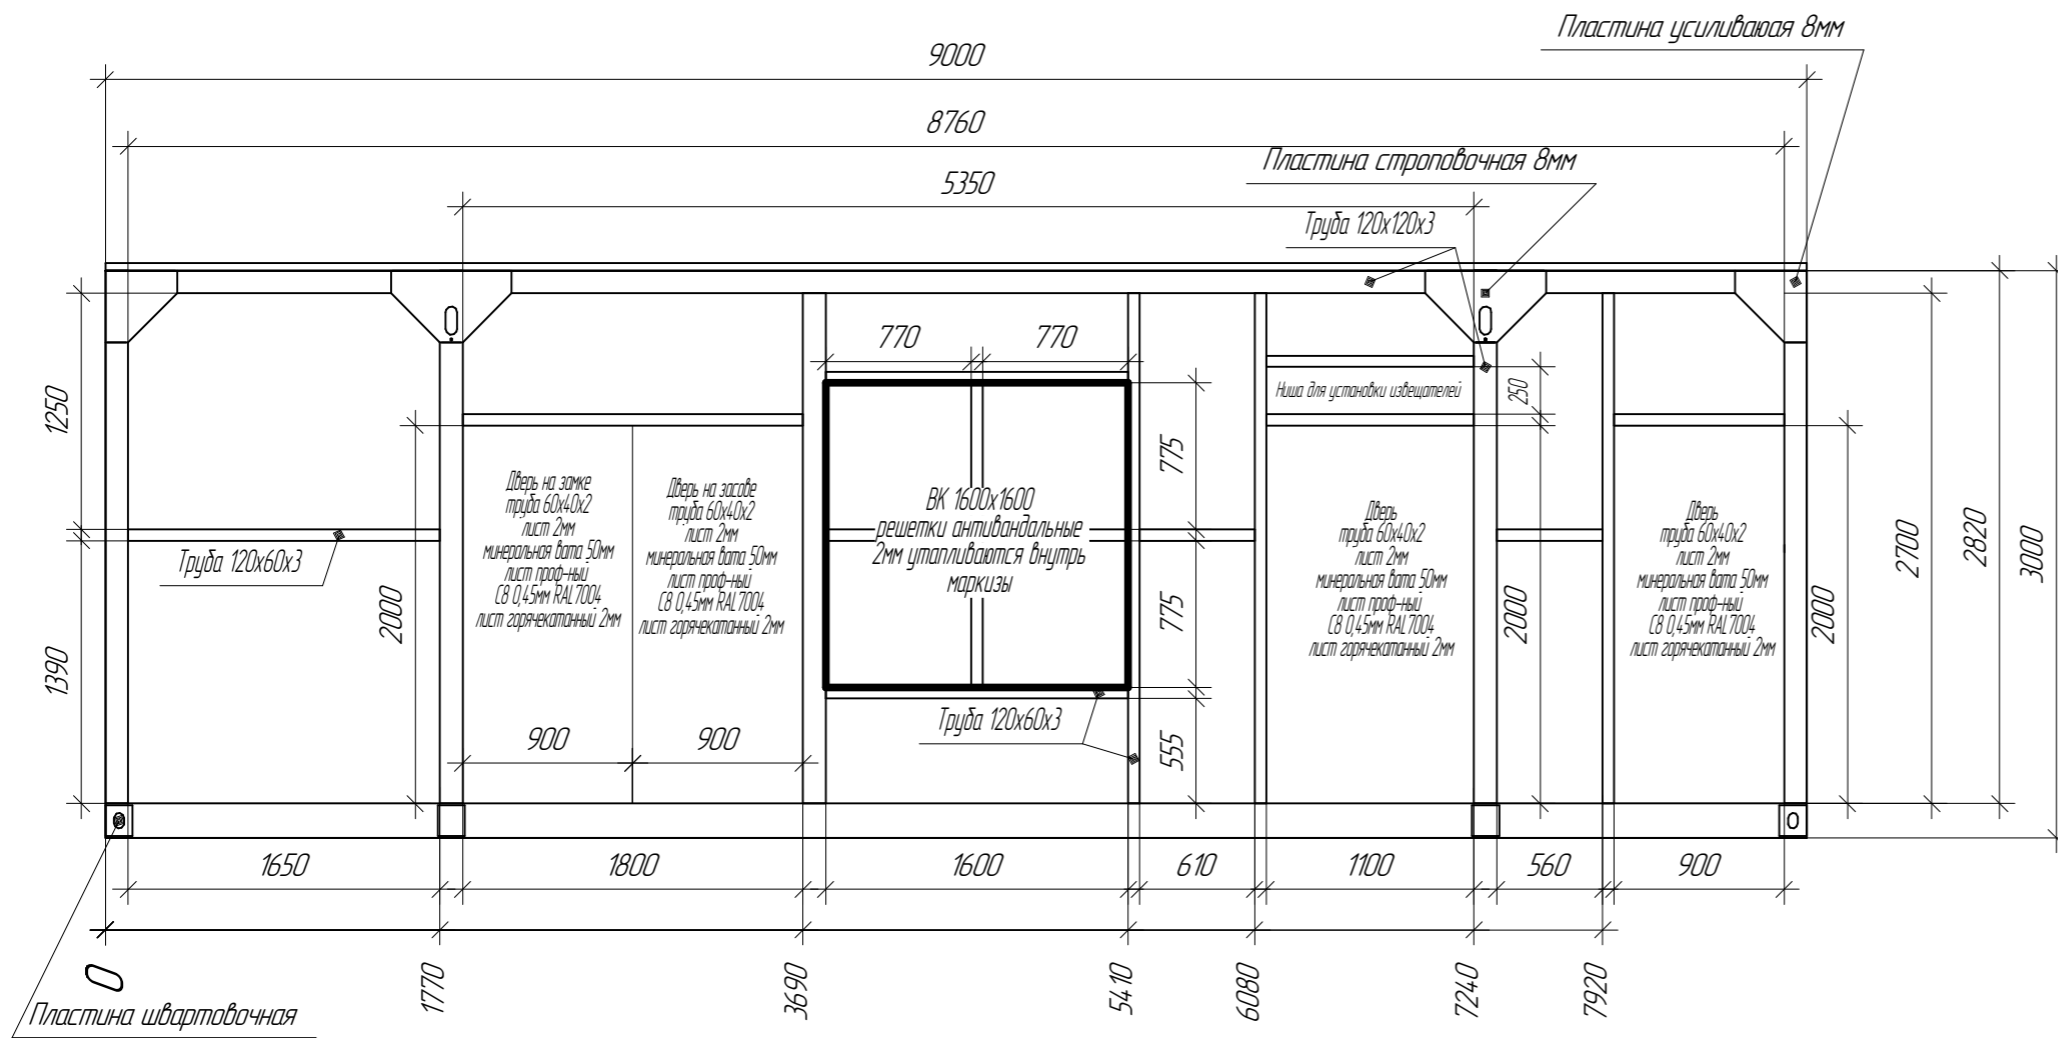 Пластина усиливаюая 8мм
9000
8760
Пластина строповочная 8мм
5350
Труба 120х120х3
770
770
Ниша для установки извещателей
250
1250
775
Дверь на замке
труба 60х40х2
лист 2мм
минеральная вата 50мм
лист проф-ный
С8 0,45мм RAL7004
лист горячекатанный 2мм
Дверь на засове
труба 60х40х2
лист 2мм
минеральная вата 50мм
лист проф-ный
С8 0,45мм RAL7004
лист горячекатанный 2мм
ВК 1600х1600
решетки антивандальные
2мм утапливаются внутрь
маркизы
Дверь
труба 60х40х2
лист 2мм
минеральная вата 50мм
лист проф-ный
С8 0,45мм RAL7004
лист горячекатанный 2мм
Дверь
труба 60х40х2
лист 2мм
минеральная вата 50мм
лист проф-ный
С8 0,45мм RAL7004
лист горячекатанный 2мм
2700
2820
3000
Труба 120х60х3
2000
775
2000
2000
1390
Труба 120х60х3
900
900
555
1650
1800
1600
610
1100
560
900
0
1770
3690
5410
6080
7240
7920
Пластина швартовочная